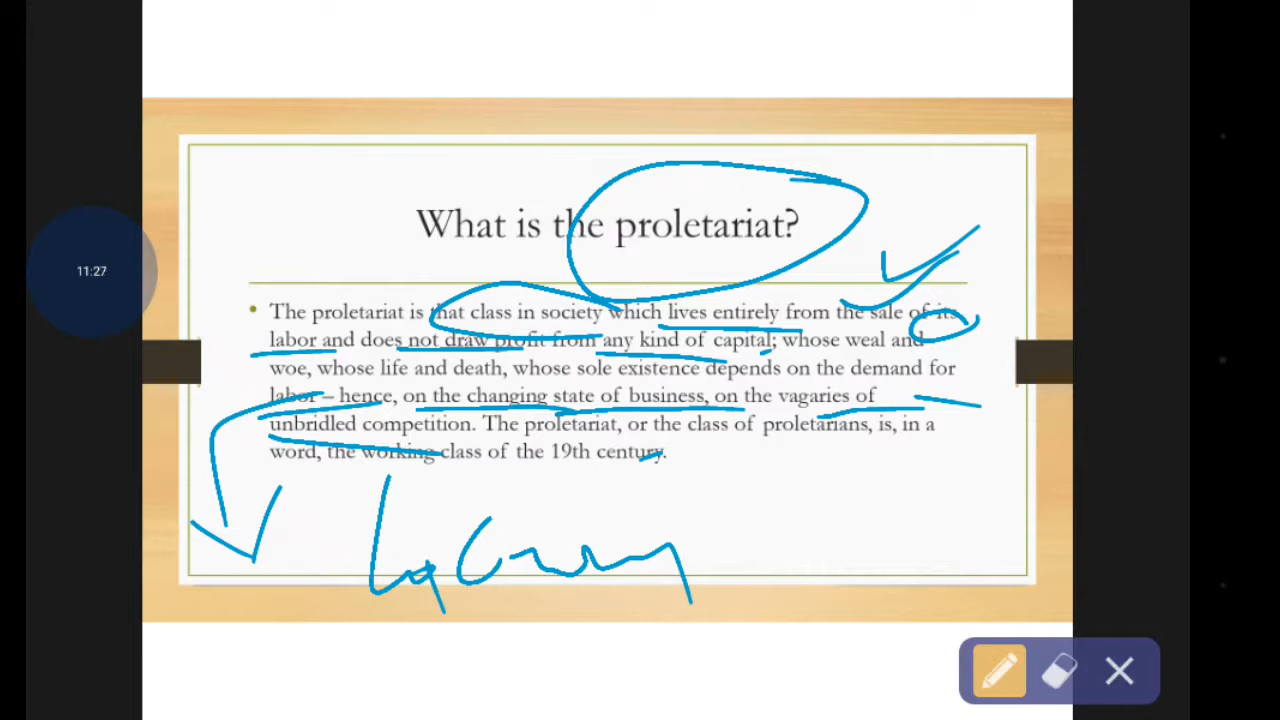 What is the proletariat?
• The proletariat is that class in society which lives entirely from the sale of its
labor and does not draw profit from any kind of capital; whose weal and
woe, whose life and death, whose sole existence depends on the demand for
labor – hence, on the changing state of business, on the vagaries of
unbridled competition. The proletariat, or the class of proletarians, is, in a
word, the working class of the 19th century.
11:27